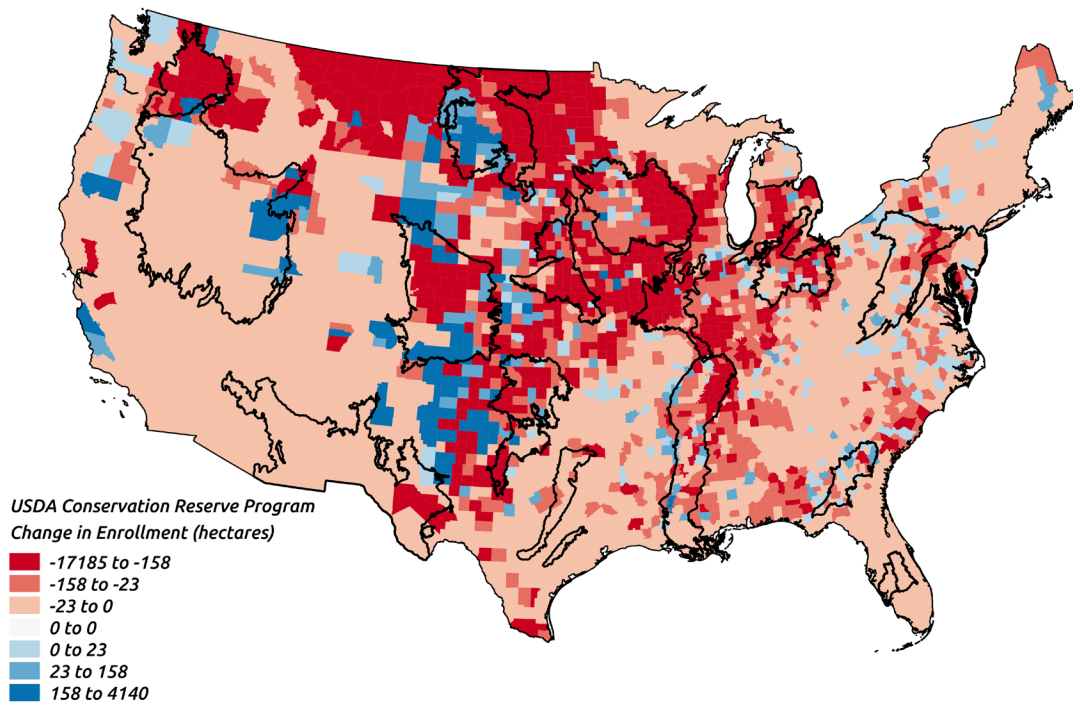 USDA Conservation Reserve Program
Change in Enrollment (hectares)
-17185 to -158
-158 to -23
-23 to 0
0 to 0
0 to 23
23 to 158
158 to 4140